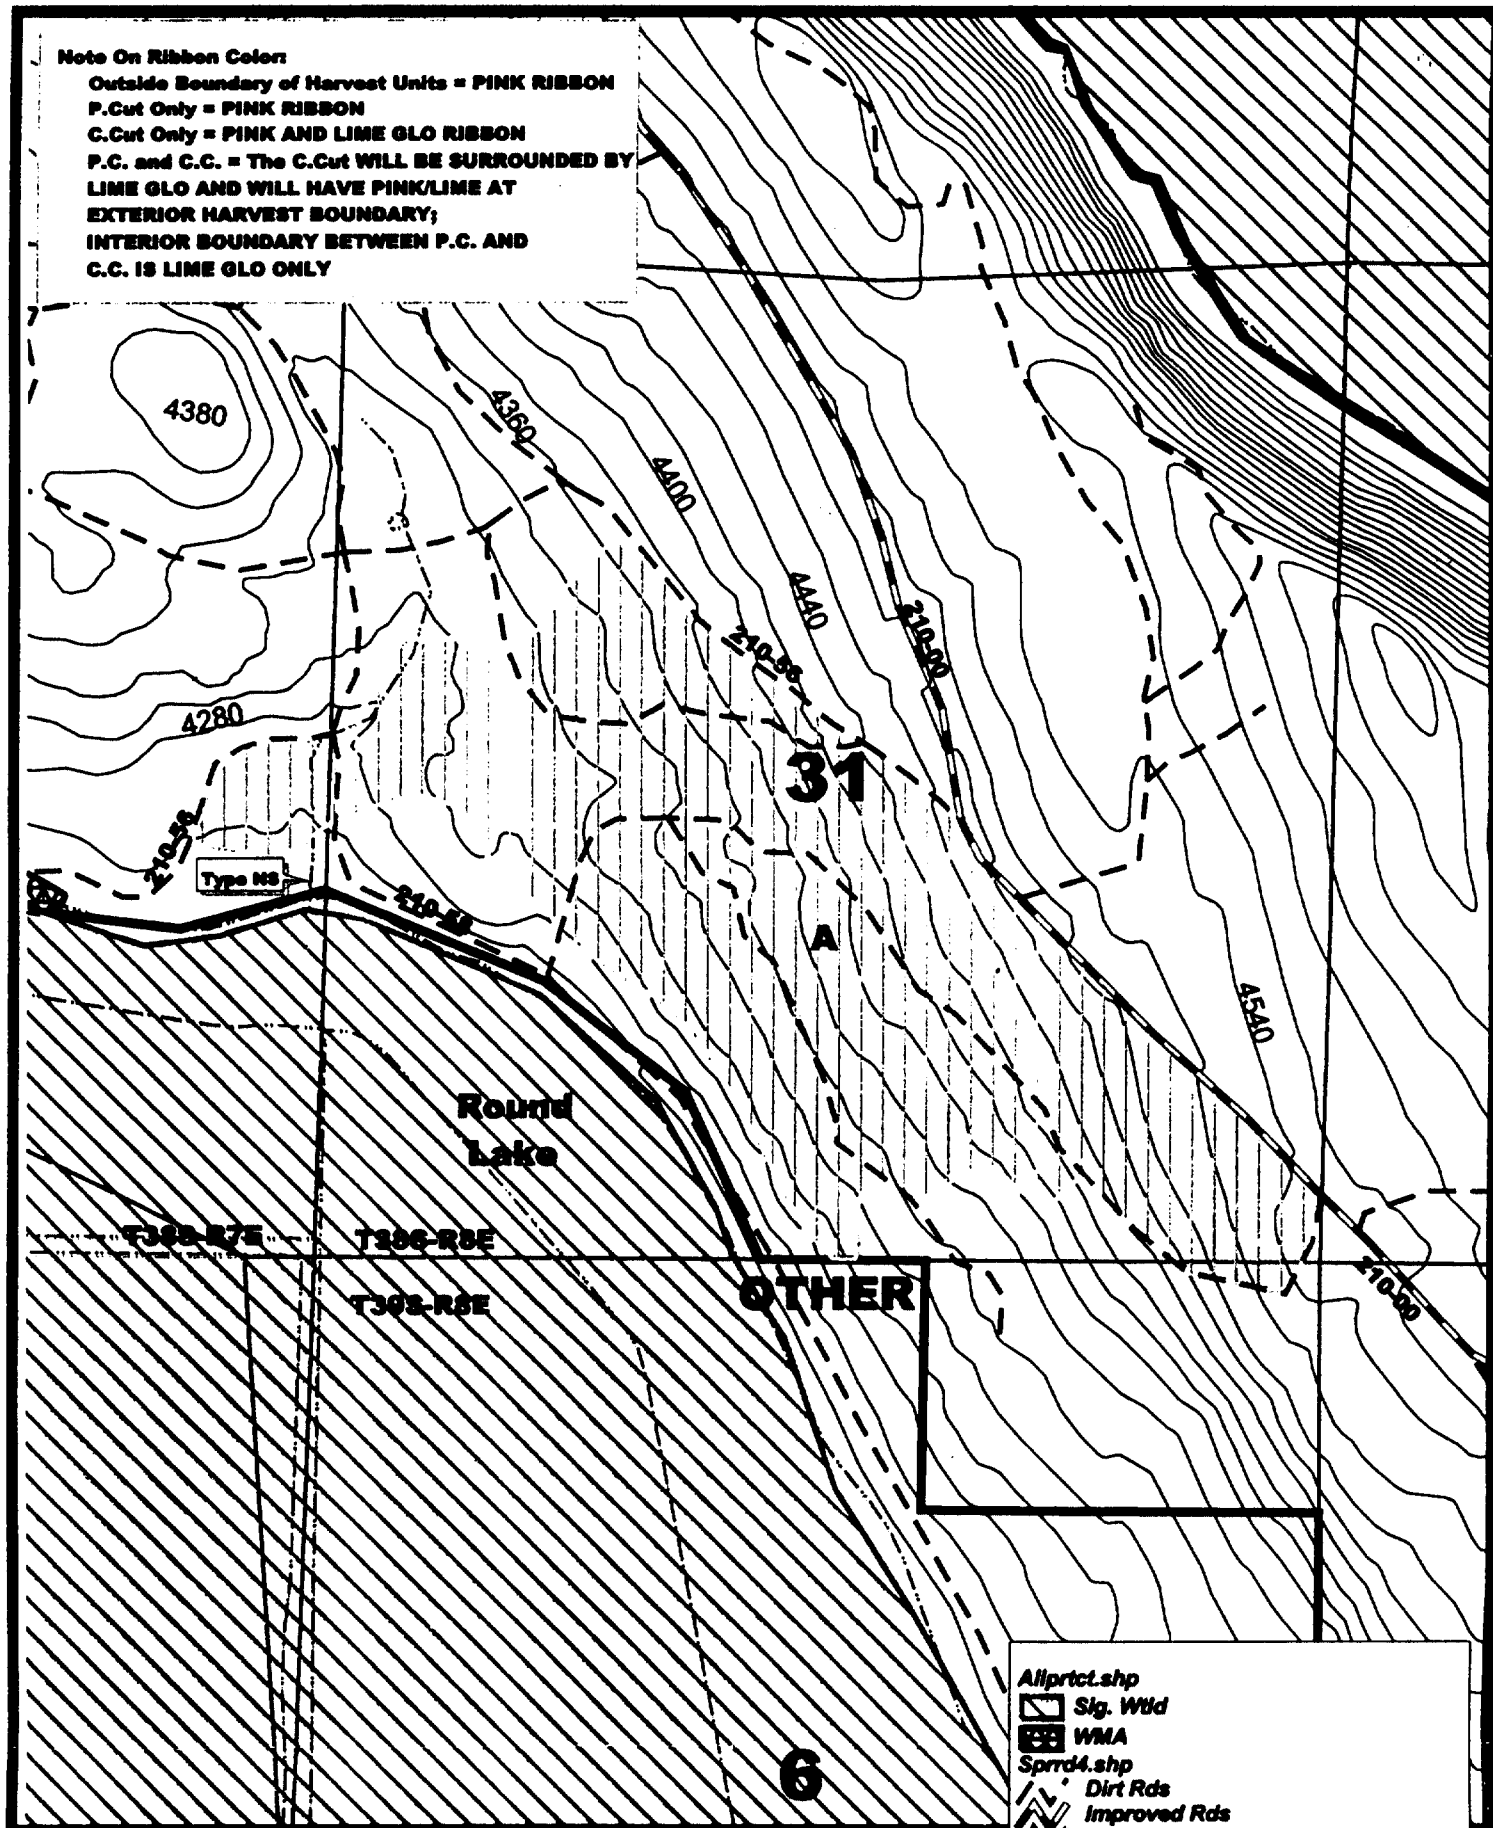 Note On Ribbon Color:
Outside Boundary of Harvest Units = PINK RIBBON
P.Cut Only = PINK RIBBON
C.Cut Only = PINK AND LIME GLO RIBBON
P.C. and C.C. = The C.Cut WILL BE SURROUNDED BY
LIME GLO AND WILL HAVE PINK/LIME AT
EXTERIOR HARVEST BOUNDARY;
INTERIOR BOUNDARY BETWEEN P.C. AND
C.C. IS LIME GLO ONLY
4380
4360
4400
4440
210-00
210-56
4280
31
210-56
Type NS
210-56
A
4540
Round
Lake
T38S-R7E
T38S-R8E
T39S-R8E
OTHER
210-00
6
Allprtct.shp
Sig. Wtld
WMA
Sprrd4.shp
Dirt Rds
Improved Rds